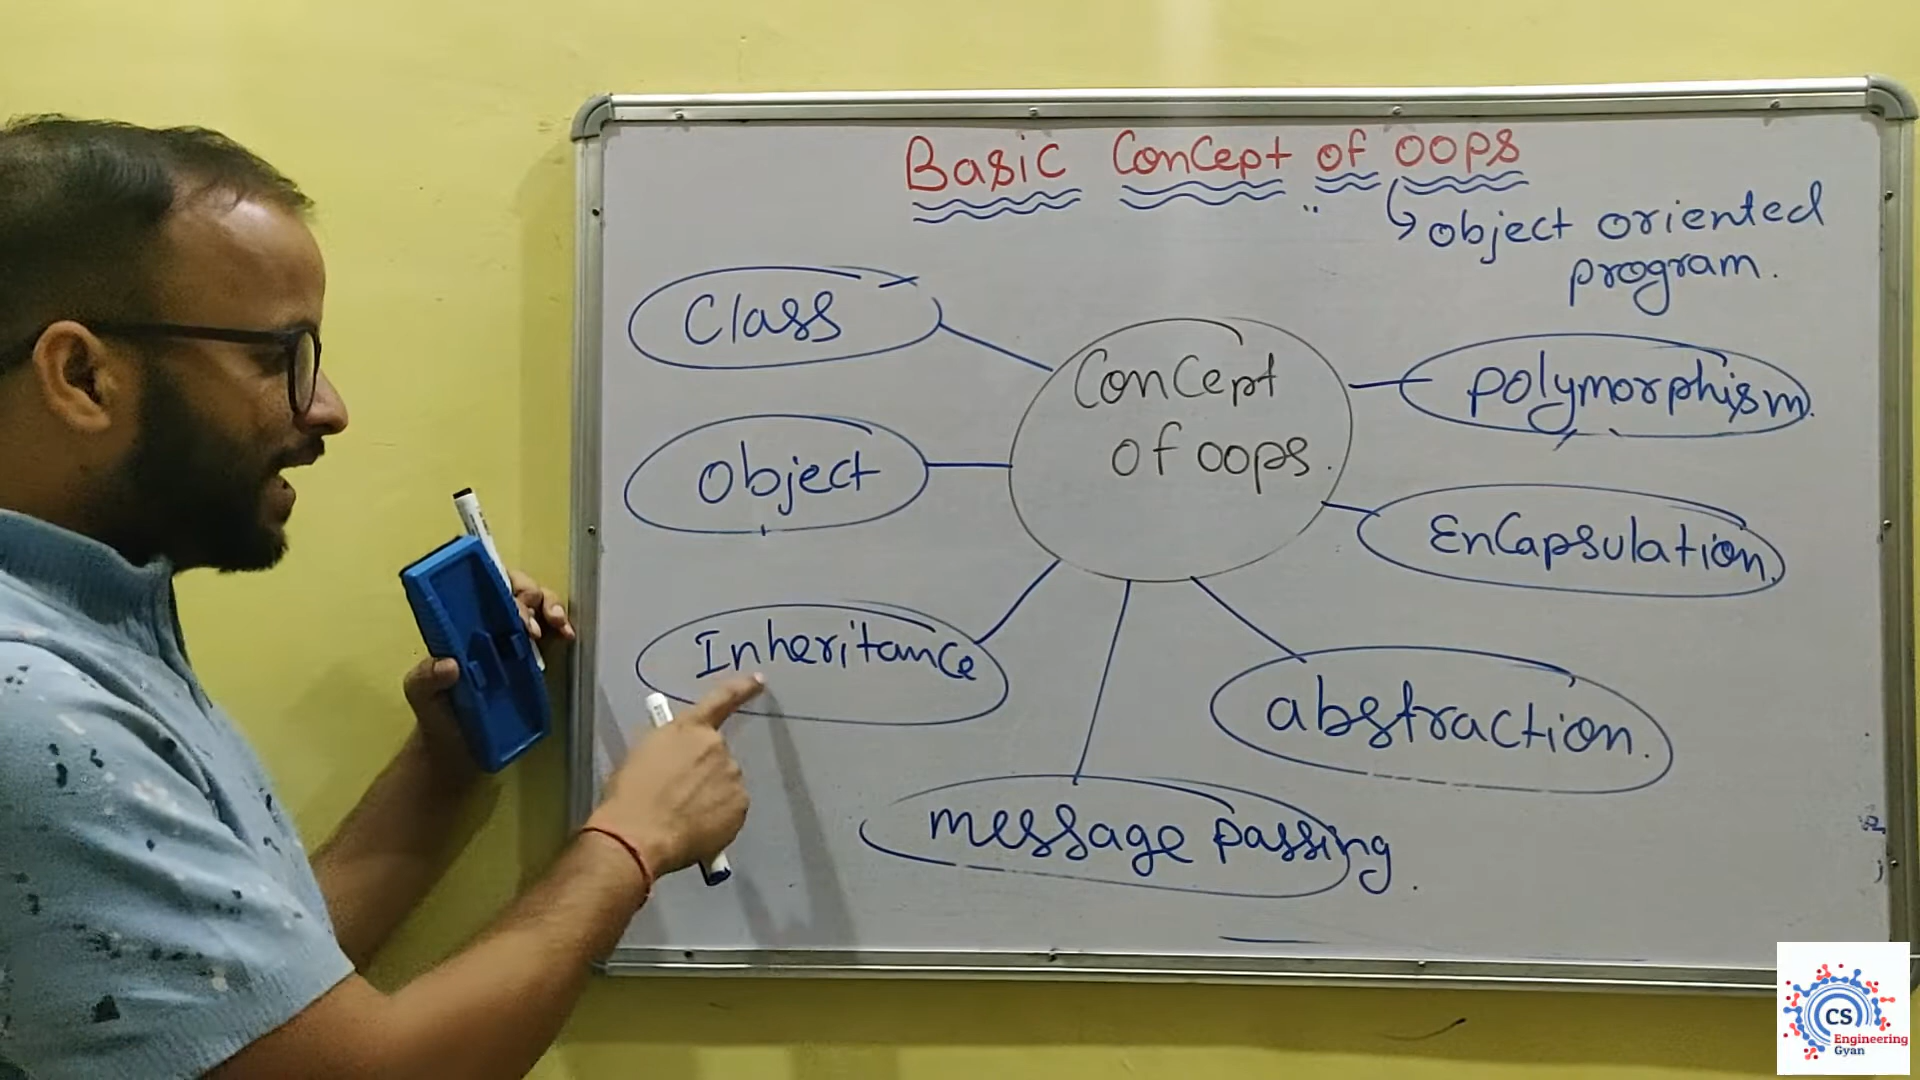 Basic Concept of OOPS
object oriented
program.
Class
Concept
of oops.
polymorphism.
object
Encapsulation.
Inheritance
abstraction.
message passing.
CS
Engineering
Gyan